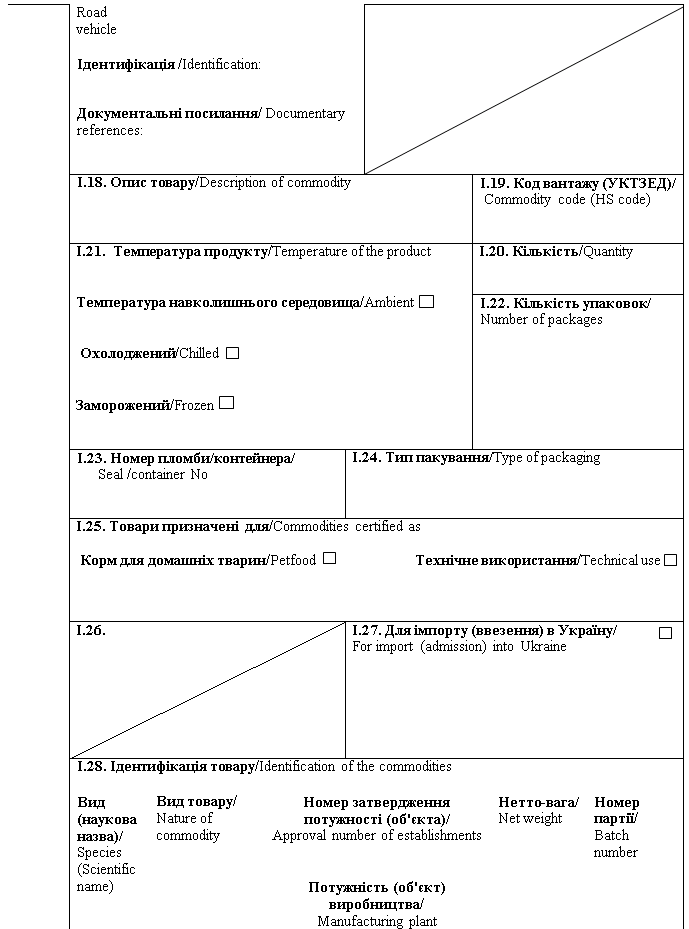 Road
vehicle
Ідентифікація /Identification:
Документальні посилання/ Documentary
references:
I.18. Опис товару/Description of commodity
I.19. Код вантажу (УКТЗЕД)/
Commodity code (HS code)
I.21. Температура продукту/Temperature of the product
I.20. Кількість/Quantity
Температура навколишнього середовища/Ambient
I.22. Кількість упаковок/
Number of packages
Охолоджений/Chilled
Заморожений/Frozen
I.23. Номер пломби/контейнера/
Seal /container No
I.24. Тип пакування/Type of packaging
I.25. Товари призначені для/Commodities certified as
Корм для домашніх тварин/Petfood
Технічне використання/Technical use
I.26.
I.27. Для імпорту (ввезення) в Україну/
For import (admission) into Ukraine
I.28. Ідентифікація товару/Identification of the commodities
Вид
(наукова
назва)/
Species
(Scientific
name)
Вид товару/
Nature of
commodity
Номер затвердження
потужності (об'єкта)/
Approval number of establishments
Потужність (об'єкт)
виробництва/
Manufacturing plant
Нетто-вага/
Net weight
Номер
партії/
Batch
number